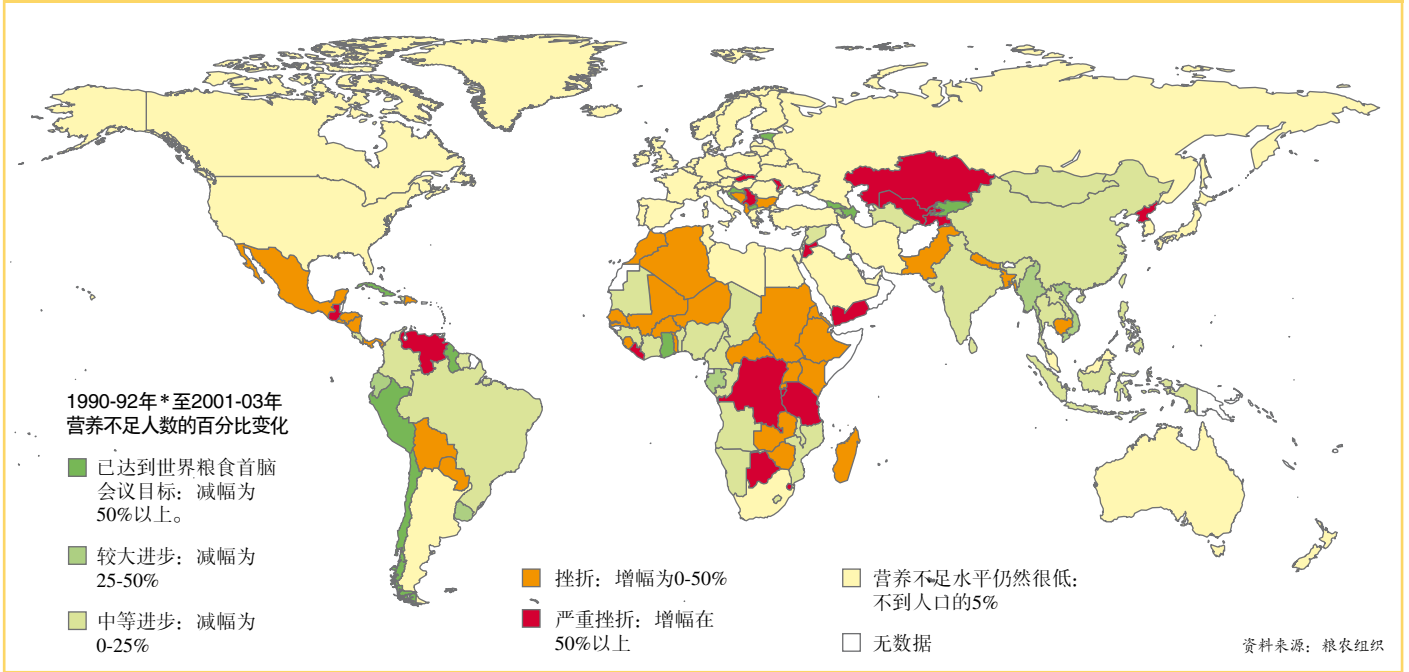 1990-92年*至2001-03年
营养不足人数的百分比变化
已达到世界粮食首脑
会议目标：减幅为
50%以上。
较大进步：减幅为
25-50%
中等进步：减幅为
0-25%
挫折：增幅为0-50%
严重挫折：增幅在
50%以上
营养不足水平仍然很低：
不到人口的5%
无数据
资料来源：粮农组织